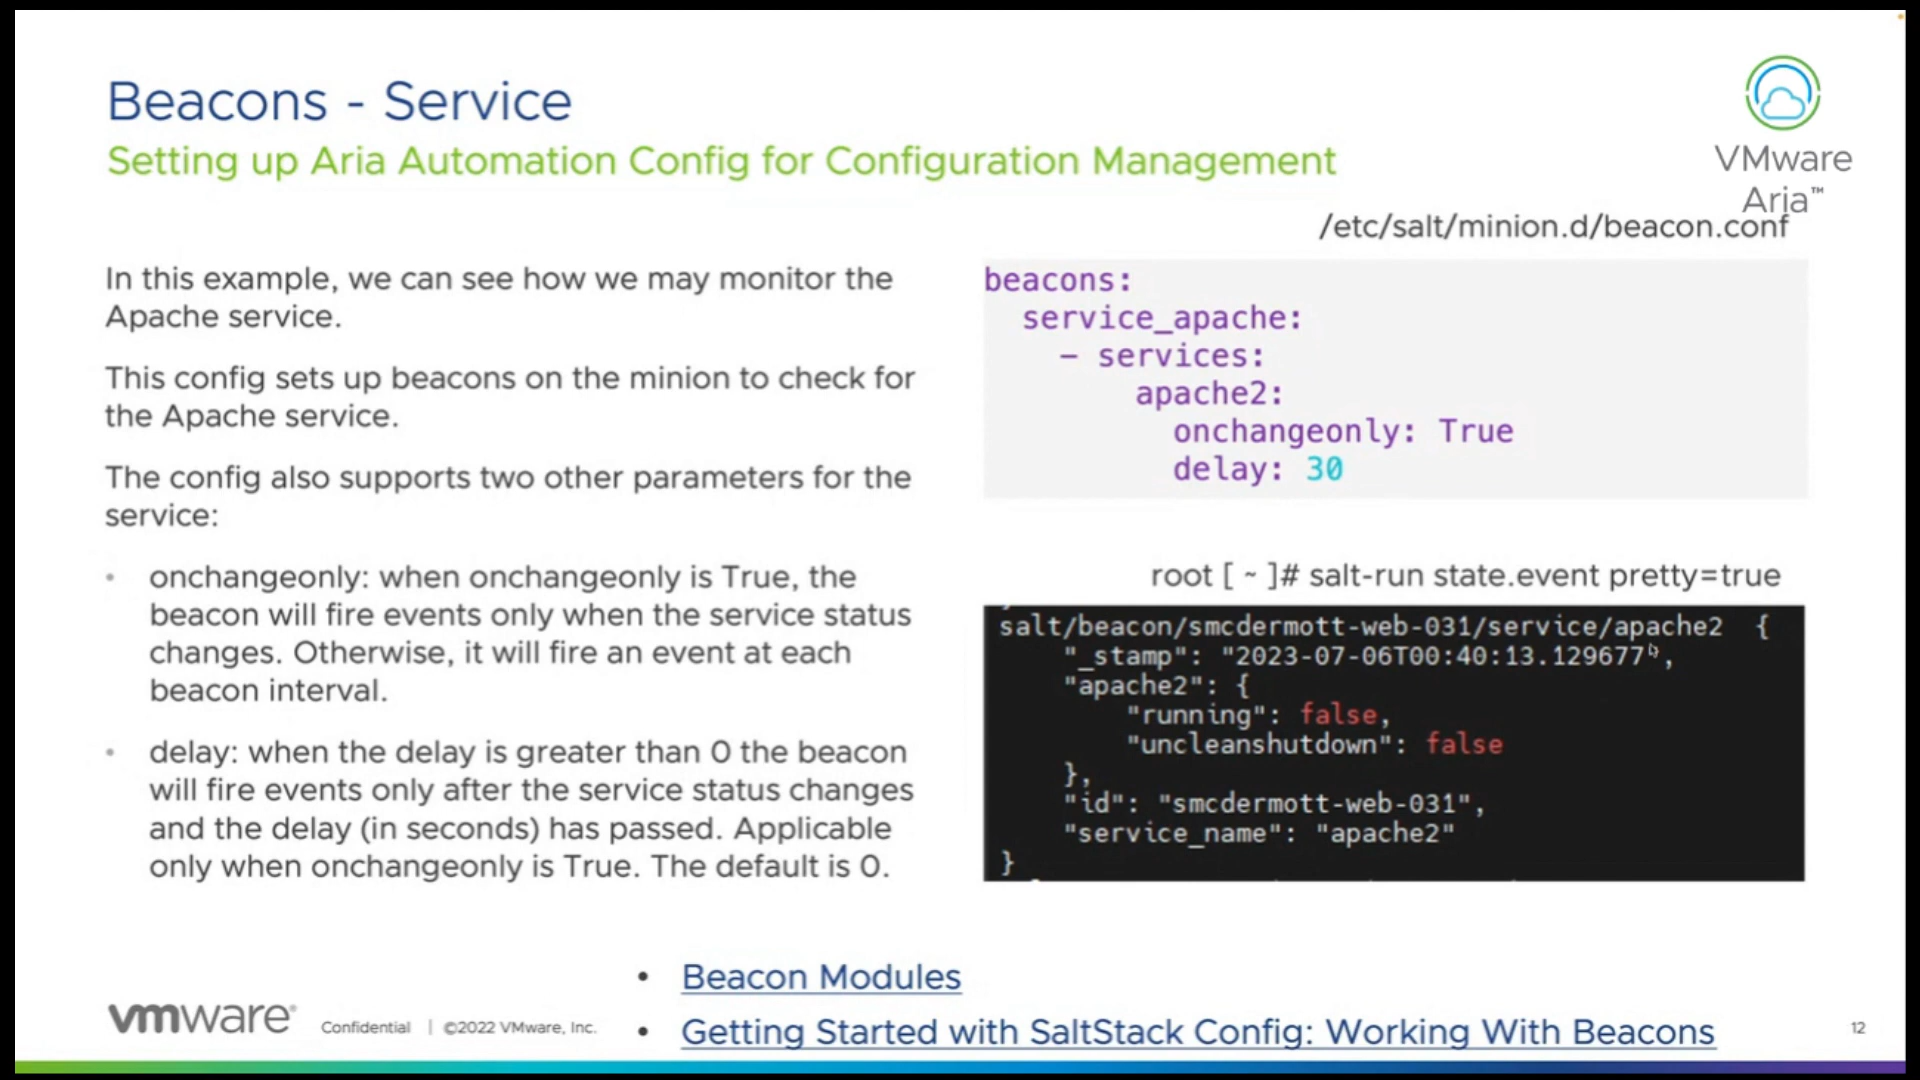 Beacons - Service
Setting up Aria Automation Config for Configuration Management
VMware
Aria™
/etc/salt/minion.d/beacon.conf
In this example, we can see how we may monitor the
Apache service.
This config sets up beacons on the minion to check for
the Apache service.
The config also supports two other parameters for the
service:
• onchangeonly: when onchangeonly is True, the
beacon will fire events only when the service status
changes. Otherwise, it will fire an event at each
beacon interval.
• delay: when the delay is greater than 0 the beacon
will fire events only after the service status changes
and the delay (in seconds) has passed. Applicable
only when onchangeonly is True. The default is 0.
beacons:
  service_apache:
    - services:
        apache2:
          onchangeonly: True
          delay: 30
root [ ~ ]# salt-run state.event pretty=true
salt/beacon/smcdermott-web-031/service/apache2  {
    "_stamp": "2023-07-06T00:40:13.129677",
    "apache2": {
        "running": false,
        "uncleanshutdown": false
    },
    "id": "smcdermott-web-031",
    "service_name": "apache2"
}
• Beacon Modules
• Getting Started with SaltStack Config: Working With Beacons
vmware®
Confidential | ©2022 VMware, Inc.
12